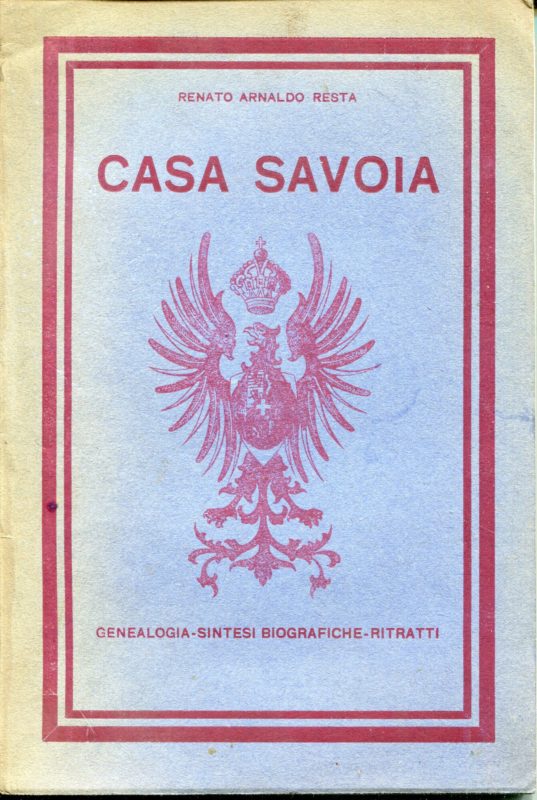 RENATO ARNALDO RESTA
CASA SAVOIA
GENEALOGIA-SINTESI BIOGRAFICHE-RITRATTI